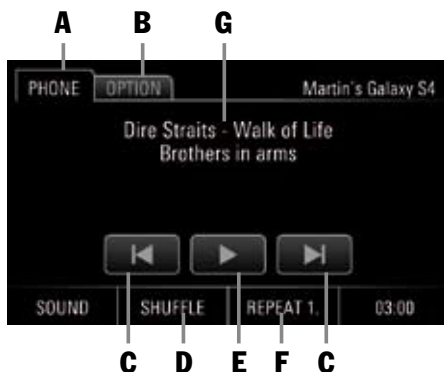 A B G
PHONE OPTION Martin's Galaxy S4
Dire Straits - Walk of Life
Brothers in arms
SOUND SHUFFLE REPEAT 1. 03:00
C D E F C